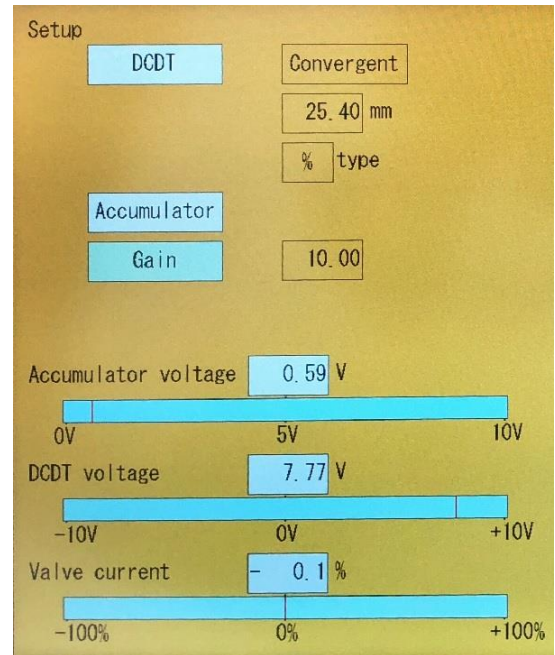 Setup
DCDT Convergent
25.40 mm
% type
Accumulator
Gain 10.00
Accumulator voltage 0.59 V
0V 5V 10V
DCDT voltage 7.77 V
-10V 0V +10V
Valve current - 0.1 %
-100% 0% +100%